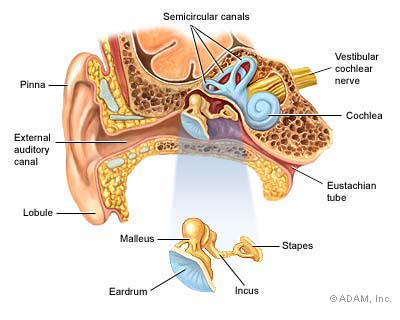 Semicircular canals
Vestibular
cochlear
nerve
Pinna
Cochlea
External
auditory
canal
Eustachian
tube
Lobule
Malleus
Stapes
Eardrum
Incus
© ADAM, Inc.